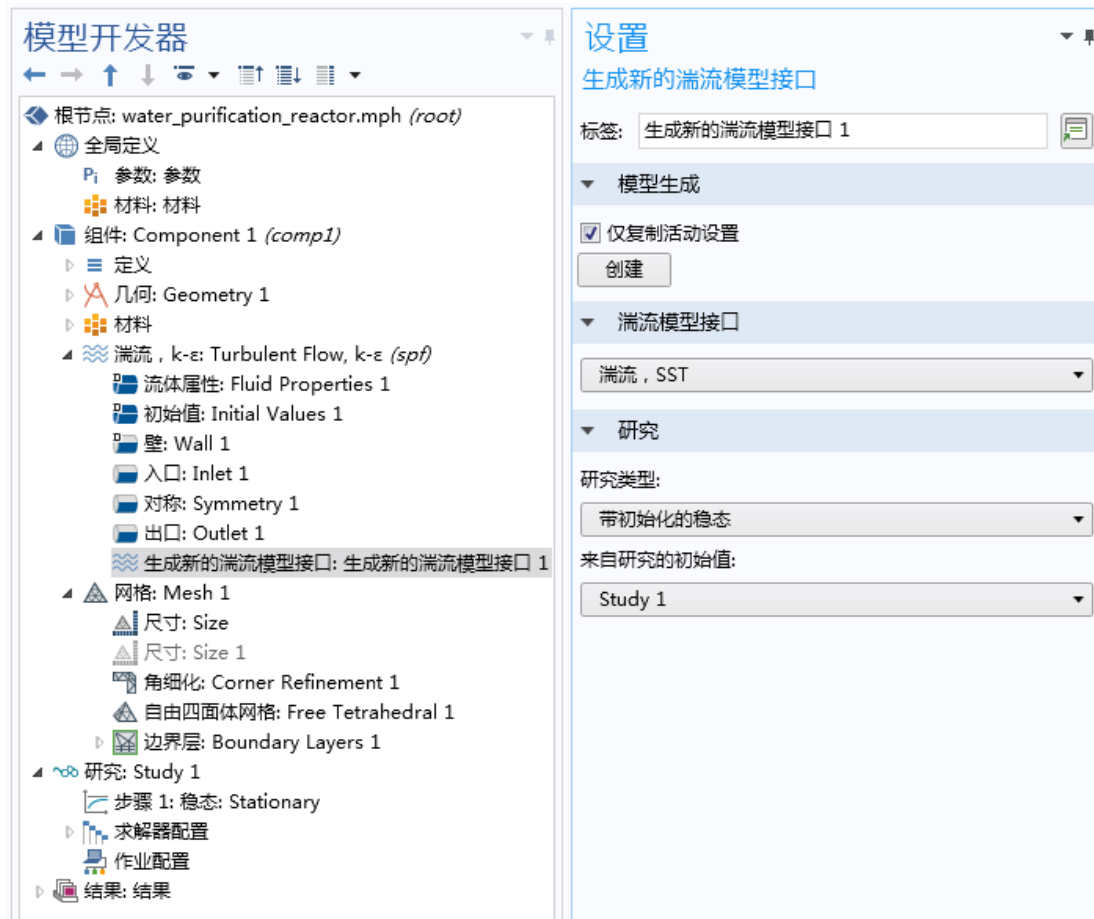 模型开发器
根节点: water_purification_reactor.mph (root)
全局定义
Pi 参数: 参数
材料: 材料
组件: Component 1 (comp1)
定义
几何: Geometry 1
材料
湍流，k-ε: Turbulent Flow, k-ε (spf)
流体属性: Fluid Properties 1
初始值: Initial Values 1
壁: Wall 1
入口: Inlet 1
对称: Symmetry 1
出口: Outlet 1
生成新的湍流模型接口: 生成新的湍流模型接口 1
网格: Mesh 1
尺寸: Size
尺寸: Size 1
角细化: Corner Refinement 1
自由四面体网格: Free Tetrahedral 1
边界层: Boundary Layers 1
研究: Study 1
步骤 1: 稳态: Stationary
求解器配置
作业配置
结果: 结果
设置
生成新的湍流模型接口
标签: 生成新的湍流模型接口 1
模型生成
仅复制活动设置
创建
湍流模型接口
湍流，SST
研究
研究类型:
带初始化的稳态
来自研究的初始值:
Study 1